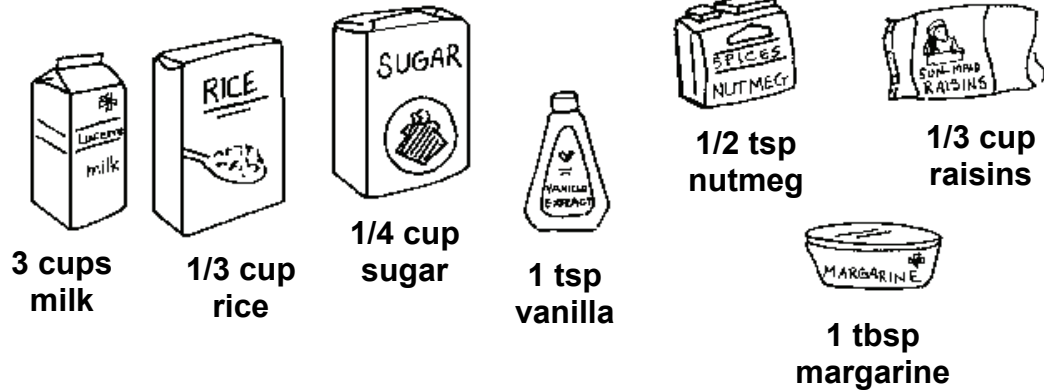 Lucerne
milk
3 cups
milk
RICE
1/3 cup
rice
SUGAR
1/4 cup
sugar
VANILLA
EXTRACT
1 tsp
vanilla
SPICES
NUTMEG
1/2 tsp
nutmeg
SUN-MAID
RAISINS
1/3 cup
raisins
MARGARINE
1 tbsp
margarine